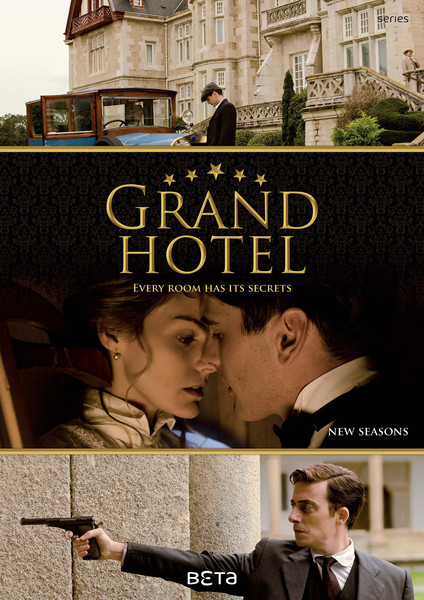 series
GRAND
HOTEL
EVERY ROOM HAS ITS SECRETS
NEW SEASONS
BETa